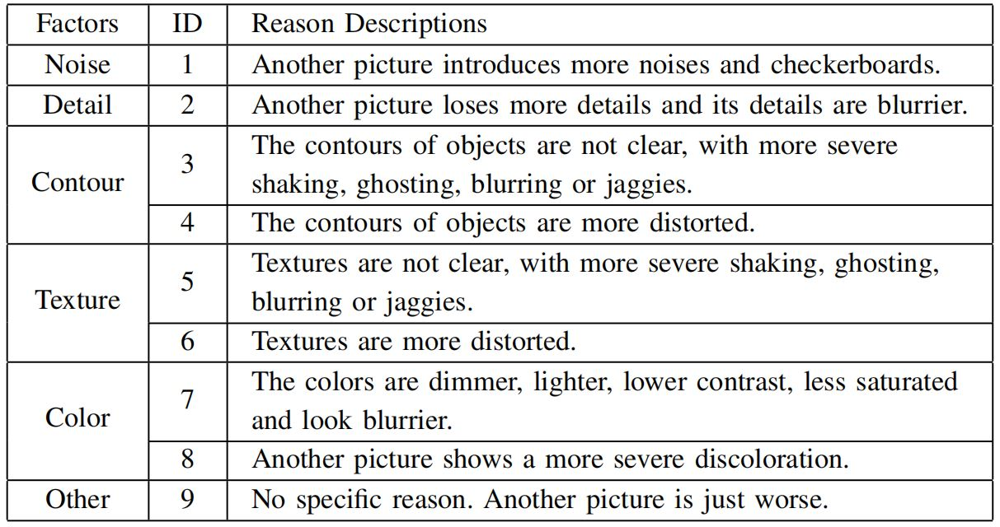 Factors ID Reason Descriptions
Noise 1 Another picture introduces more noises and checkerboards.
Detail 2 Another picture loses more details and its details are blurrier.
Contour 3 The contours of objects are not clear, with more severe
shaking, ghosting, blurring or jaggies.
4 The contours of objects are more distorted.
Texture 5 Textures are not clear, with more severe shaking, ghosting,
blurring or jaggies.
6 Textures are more distorted.
Color 7 The colors are dimmer, lighter, lower contrast, less saturated
and look blurrier.
8 Another picture shows a more severe discoloration.
Other 9 No specific reason. Another picture is just worse.